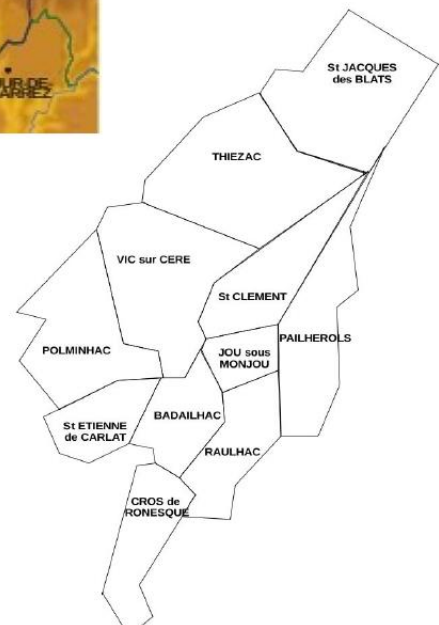 St JACQUES
des BLATS
THIEZAC
VIC sur CERE
St CLEMENT
PAILHEROLS
POLMINHAC
JOU sous
MONJOU
BADAILHAC
St ETIENNE
de CARLAT
RAULHAC
CROS de
RONESQUE